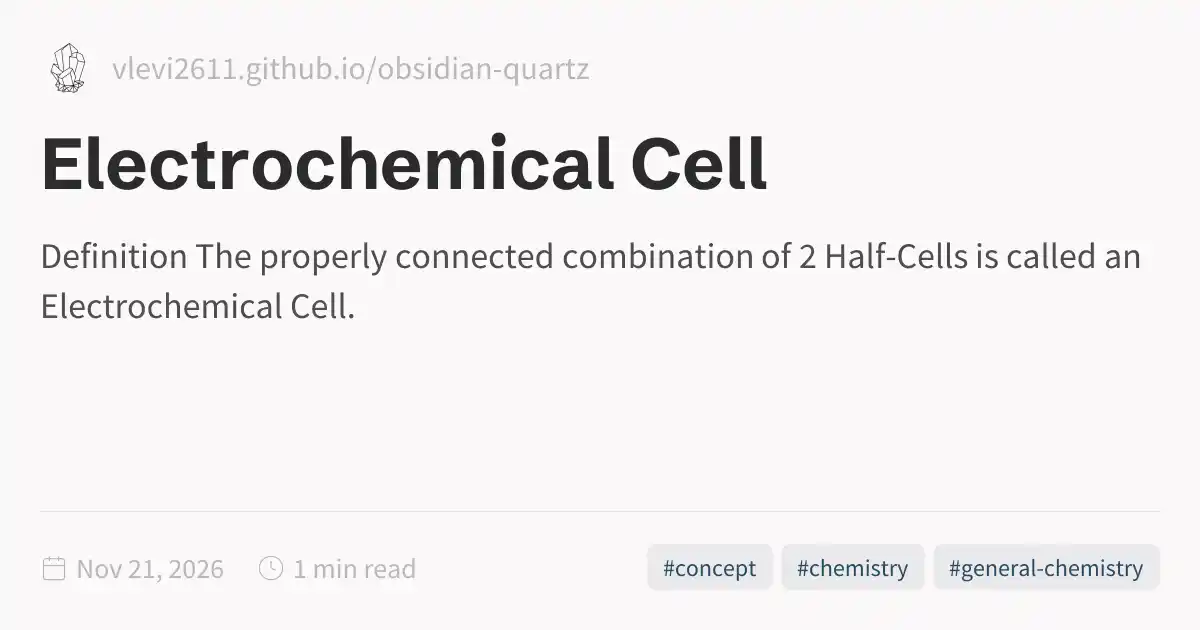 vlevi2611.github.io/obsidian-quartz
Electrochemical Cell
Definition The properly connected combination of 2 Half-Cells is called an
Electrochemical Cell.
Nov 21, 2026 1 min read #concept #chemistry #general-chemistry